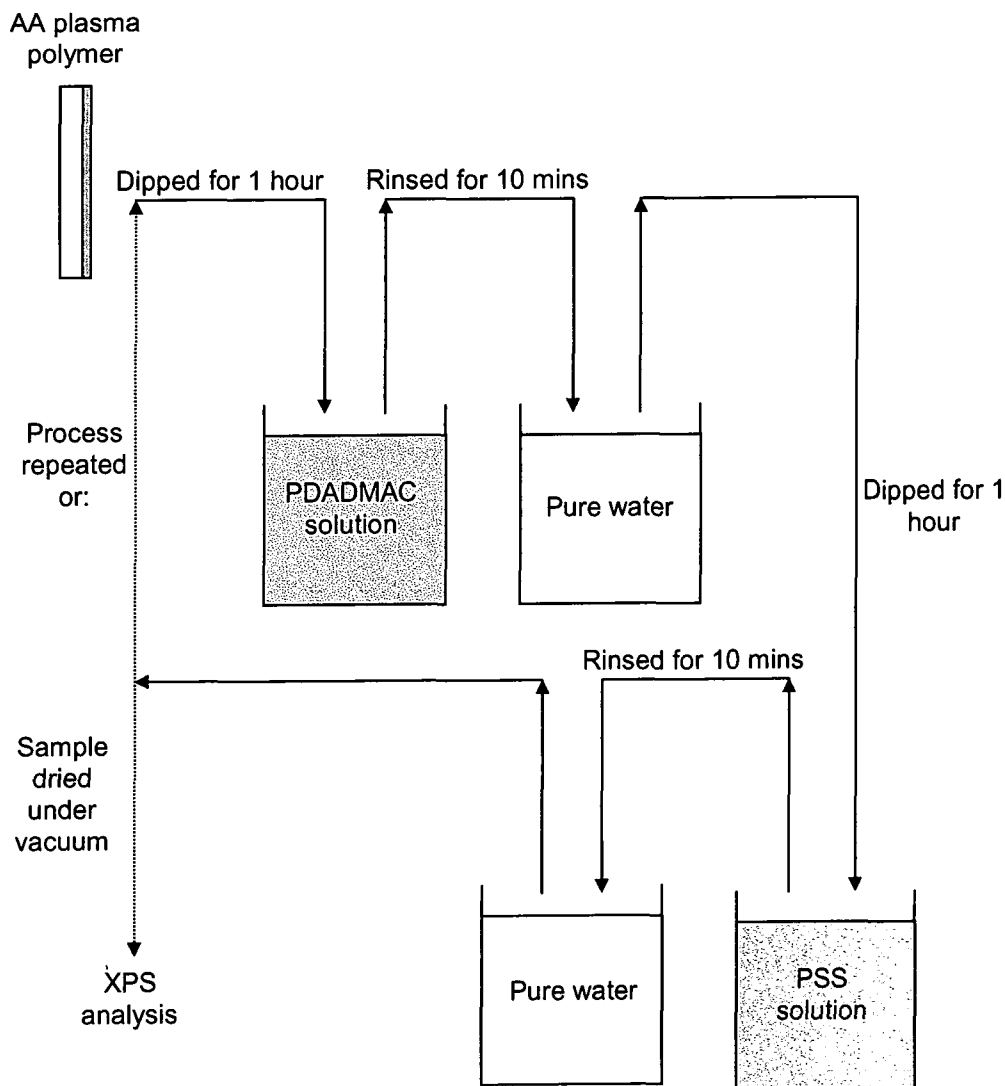 AA plasma
polymer
Dipped for 1 hour
Rinsed for 10 mins
Process
repeated
or:
PDADMAC
solution
Pure water
Dipped for 1
hour
Rinsed for 10 mins
Sample
dried
under
vacuum
Pure water
PSS
solution
XPS
analysis